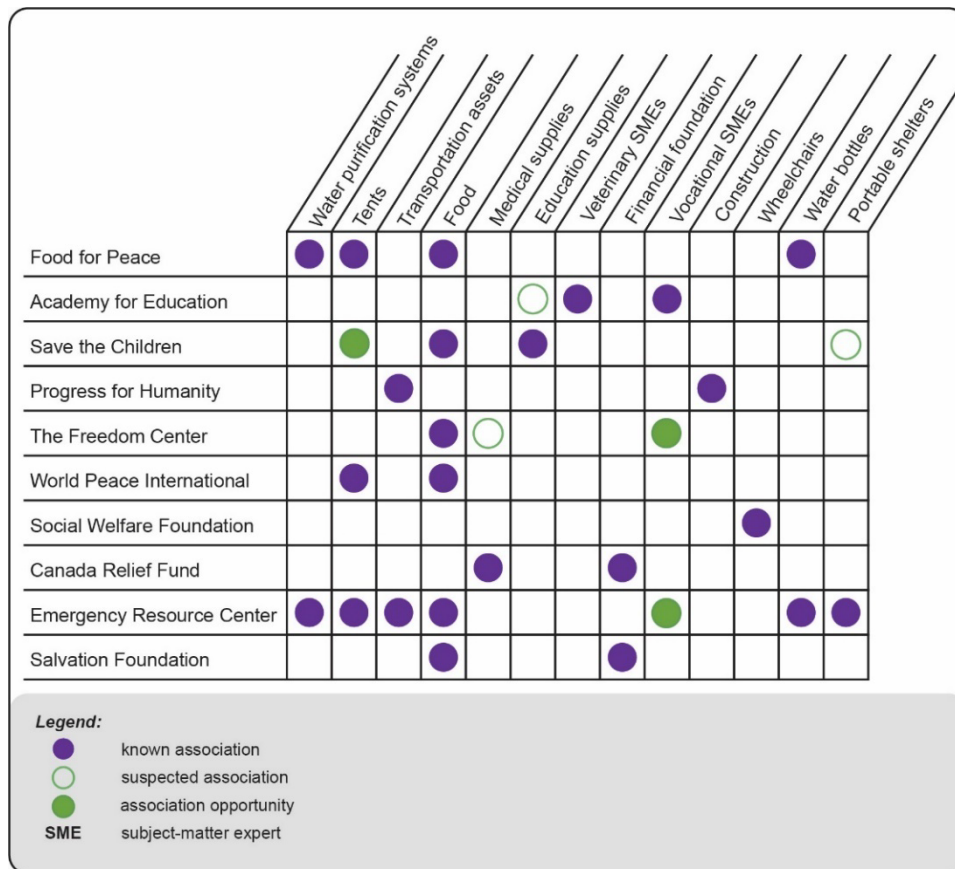 Water purification systems
Tents
Transportation assets
Food
Medical supplies
Education supplies
Veterinary SMEs
Financial foundation
Vocational SMEs
Construction
Wheelchairs
Water bottles
Portable shelters
Food for Peace
Academy for Education
Save the Children
Progress for Humanity
The Freedom Center
World Peace International
Social Welfare Foundation
Canada Relief Fund
Emergency Resource Center
Salvation Foundation
Legend:
known association
suspected association
association opportunity
SME subject-matter expert